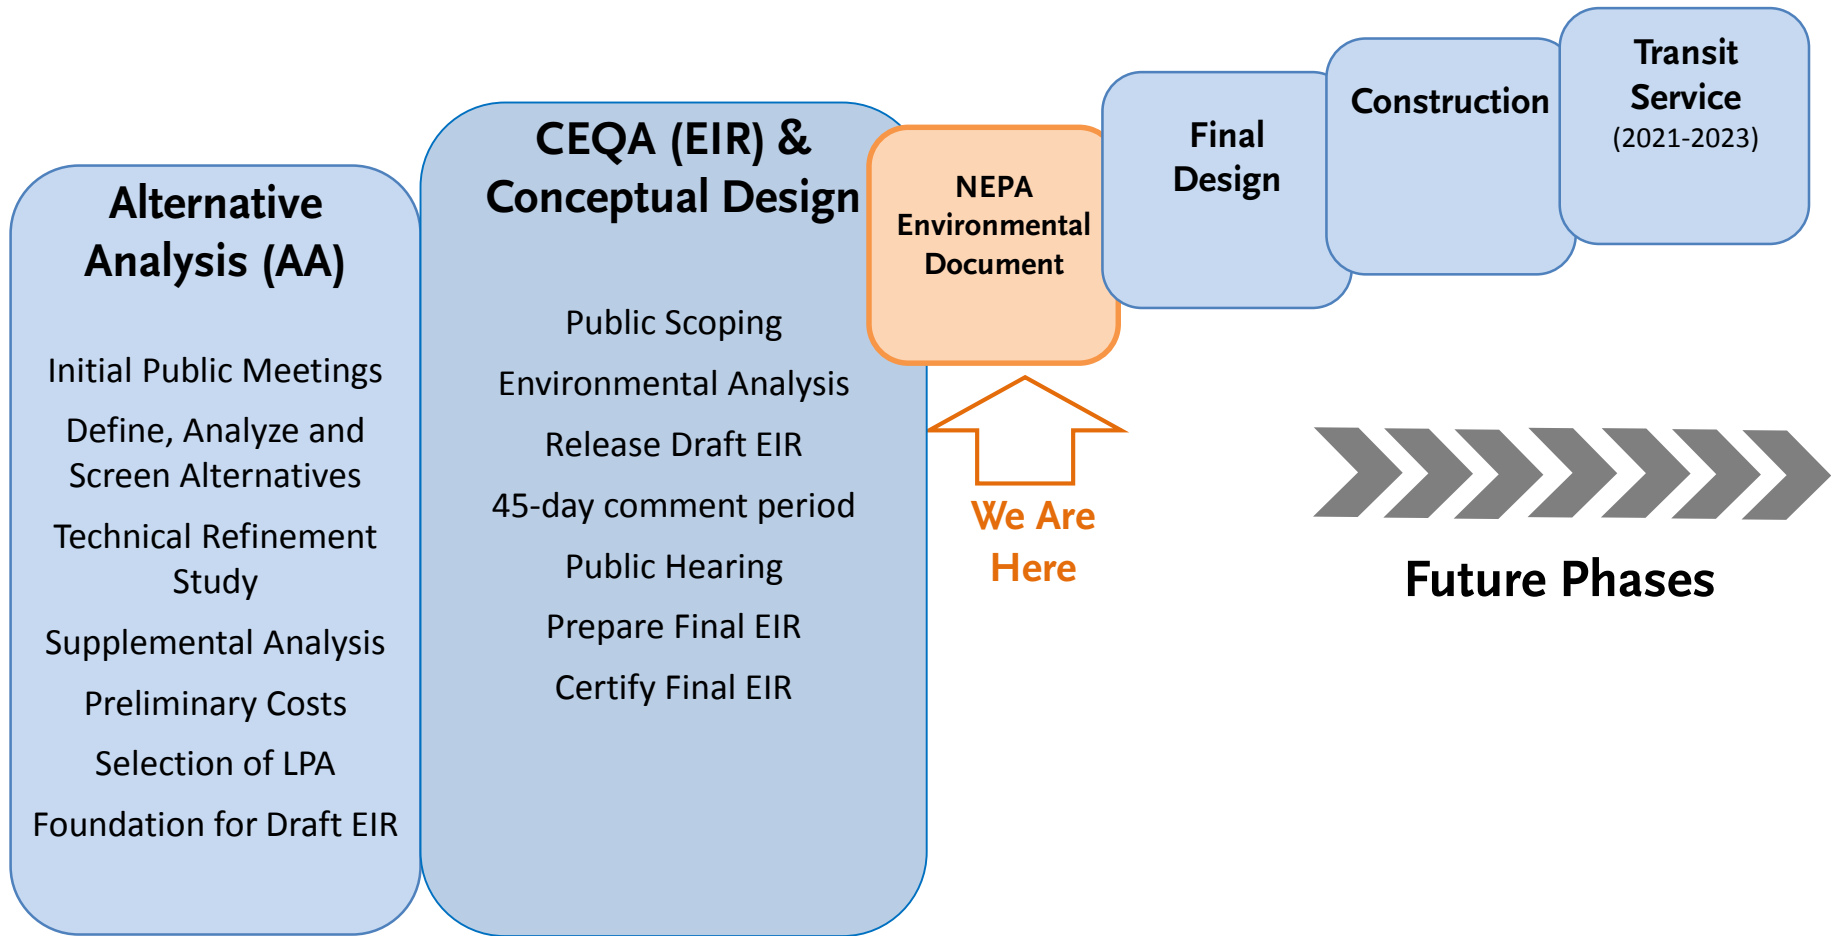 Alternative
Analysis (AA)
Initial Public Meetings
Define, Analyze and
Screen Alternatives
Technical Refinement
Study
Supplemental Analysis
Preliminary Costs
Selection of LPA
Foundation for Draft EIR
CEQA (EIR) &
Conceptual Design
Public Scoping
Environmental Analysis
Release Draft EIR
45-day comment period
Public Hearing
Prepare Final EIR
Certify Final EIR
NEPA
Environmental
Document
We Are
Here
Final
Design
Construction
Transit
Service
(2021-2023)
Future Phases